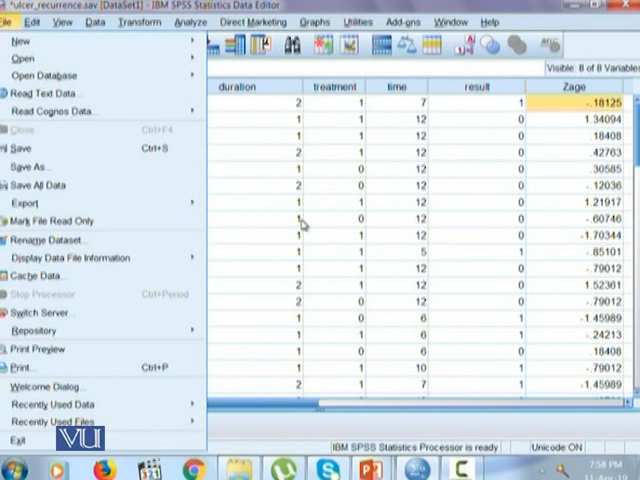 *ulcer_recurrence.sav [DataSet1] - IBM SPSS Statistics Data Editor
File Edit View Data Transform Analyze Direct Marketing Graphs Utilities Add-ons Window Help
Visible: 8 of 8 Variables
New
Open
Open Database
Read Text Data...
Read Cognos Data...
Close Ctrl+F4
Save Ctrl+S
Save As...
Save All Data
Export
Mark File Read Only
Rename Dataset...
Display Data File Information
Cache Data...
Stop Processor Ctrl+Period
Switch Server...
Repository
Print Preview
Print... Ctrl+P
Welcome Dialog...
Recently Used Data
Recently Used Files
Exit
duration treatment time result Zage
2 1 7 1 -.18125
1 1 12 0 1.34094
1 1 12 0 .18408
2 1 12 0 .42763
1 0 12 0 .30585
2 0 12 0 -.12036
1 1 12 0 1.21917
1 0 12 0 -.60746
1 1 12 0 -1.70344
1 1 5 1 -.85101
1 1 12 0 -.79012
2 1 12 0 1.52361
2 0 12 0 -.79012
1 0 6 1 -1.45989
1 1 6 1 -.24213
1 0 6 0 .18408
1 1 10 1 -.79012
2 1 7 1 -1.45989
VU
IBM SPSS Statistics Processor is ready
Unicode:ON
321
7:58 PM
11-Apr-19